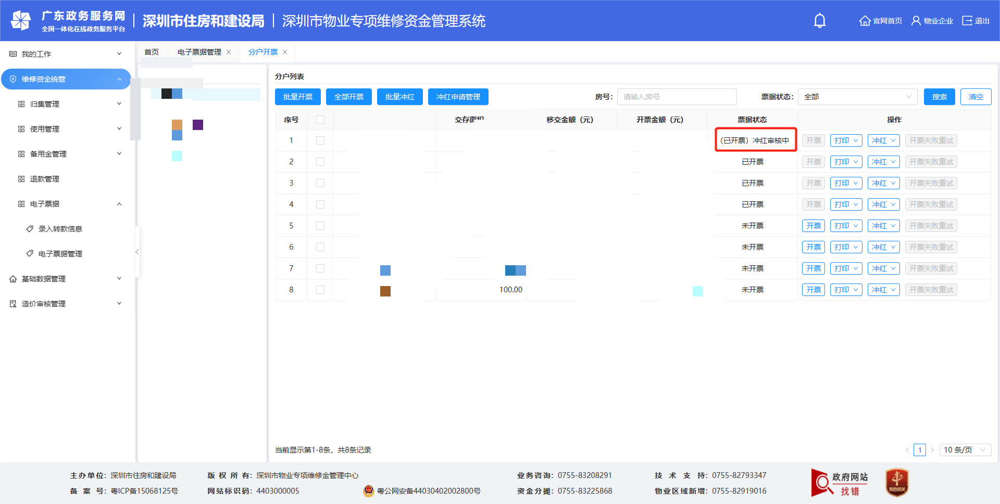 广东政务服务网
全国一体化在线政务服务平台
深圳市住房和建设局
深圳市物业专项维修资金管理系统
官网首页
物业企业
退出
我的工作
维修资金统管
归集管理
使用管理
备用金管理
退款管理
电子票据
录入转款信息
电子票据管理
基础数据管理
造价审核管理
首页
电子票据管理
分户开票
分户列表
批量开票 全部开票 批量冲红 冲红申请管理 房号： 请输入房号 票据状态： 全部 搜索 清空
序号 交存面积 移交金额（元） 开票金额（元） 票据状态 操作
1 （已开票）冲红审核中 开票 打印 冲红 开票失败重试
2 已开票 开票 打印 冲红 开票失败重试
3 已开票 开票 打印 冲红 开票失败重试
4 已开票 开票 打印 冲红 开票失败重试
5 未开票 开票 打印 冲红 开票失败重试
6 未开票 开票 打印 冲红 开票失败重试
7 未开票 开票 打印 冲红 开票失败重试
8 100.00 未开票 开票 打印 冲红 开票失败重试
当前显示第1-8条，共8条记录
1
10 条/页
主办单位：深圳市住房和建设局 版权所有：深圳市物业专项维修金管理中心 业务咨询：0755-83208291 技术支持：0755-82793347
备案号：粤ICP备15068125号 网站标识码：4403000005 粤公网安备44030402002800号 资金分摊：0755-83225868 物业区域新增：0755-82919016
政府网站
找错
党政机关